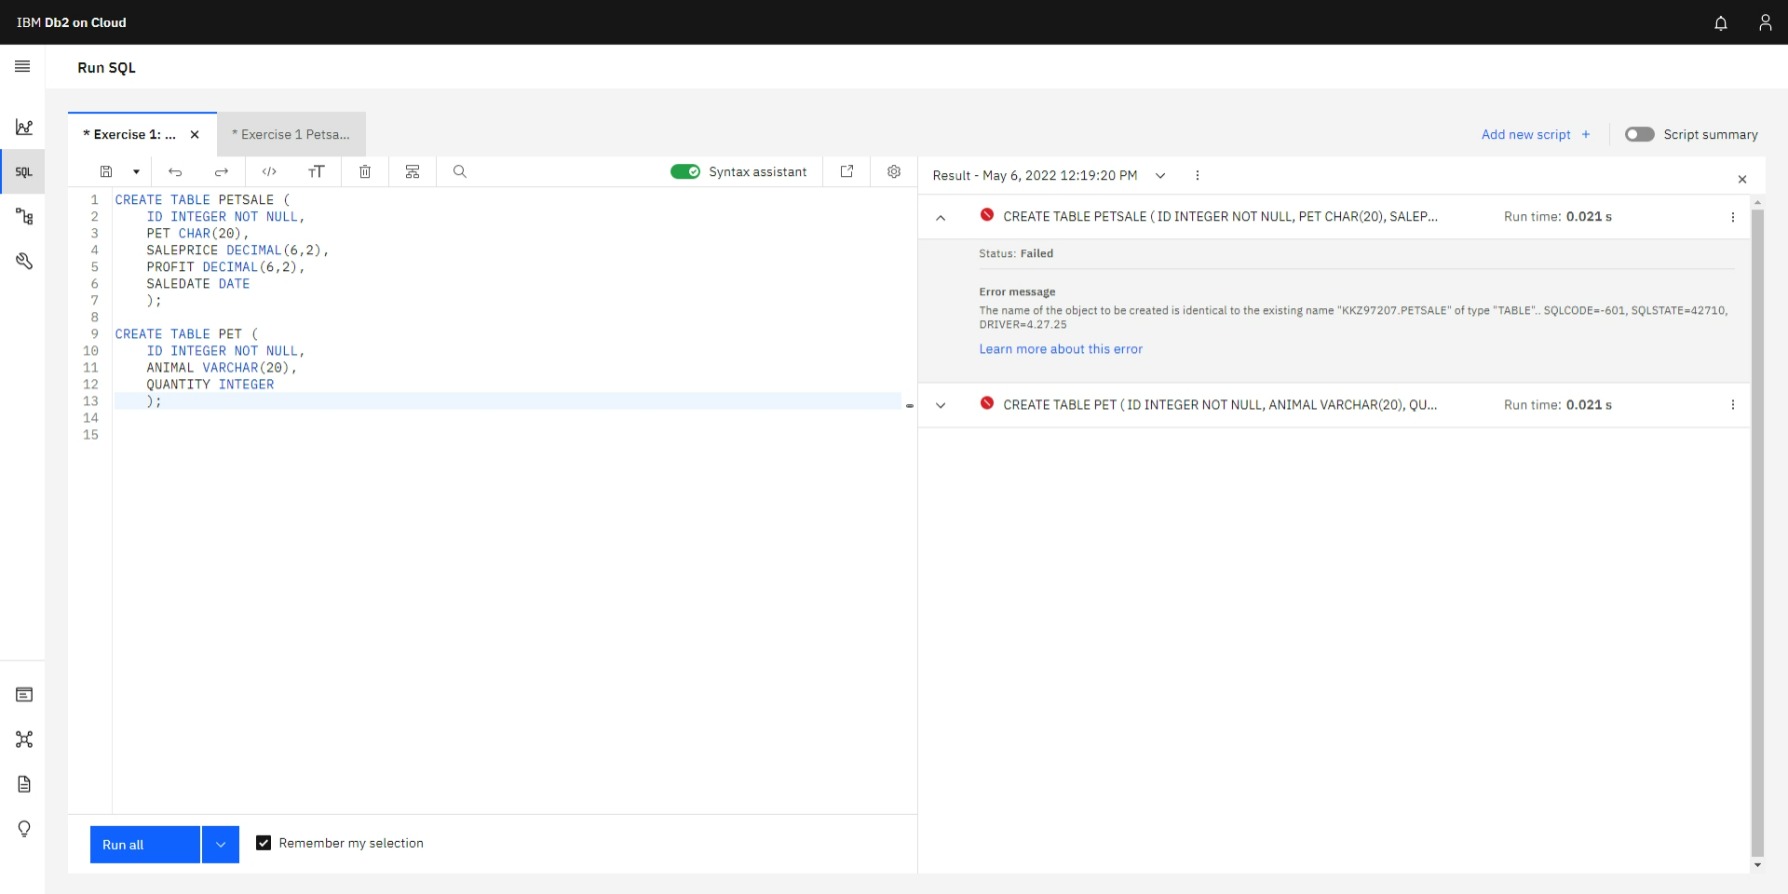 IBM Db2 on Cloud
Run SQL
* Exercise 1: ...
* Exercise 1 Petsa...
Add new script +
Script summary
SQL
Syntax assistant
Result - May 6, 2022 12:19:20 PM
1 CREATE TABLE PETSALE (
2 ID INTEGER NOT NULL,
3 PET CHAR(20),
4 SALEPRICE DECIMAL(6,2),
5 PROFIT DECIMAL(6,2),
6 SALEDATE DATE
7 );
8
9 CREATE TABLE PET (
10 ID INTEGER NOT NULL,
11 ANIMAL VARCHAR(20),
12 QUANTITY INTEGER
13 );
14
15
CREATE TABLE PETSALE ( ID INTEGER NOT NULL, PET CHAR(20), SALEP...
Run time: 0.021 s
Status: Failed
Error message
The name of the object to be created is identical to the existing name "KKZ97207.PETSALE" of type "TABLE".. SQLCODE=-601, SQLSTATE=42710,
DRIVER=4.27.25
Learn more about this error
CREATE TABLE PET ( ID INTEGER NOT NULL, ANIMAL VARCHAR(20), QU...
Run time: 0.021 s
Run all
Remember my selection